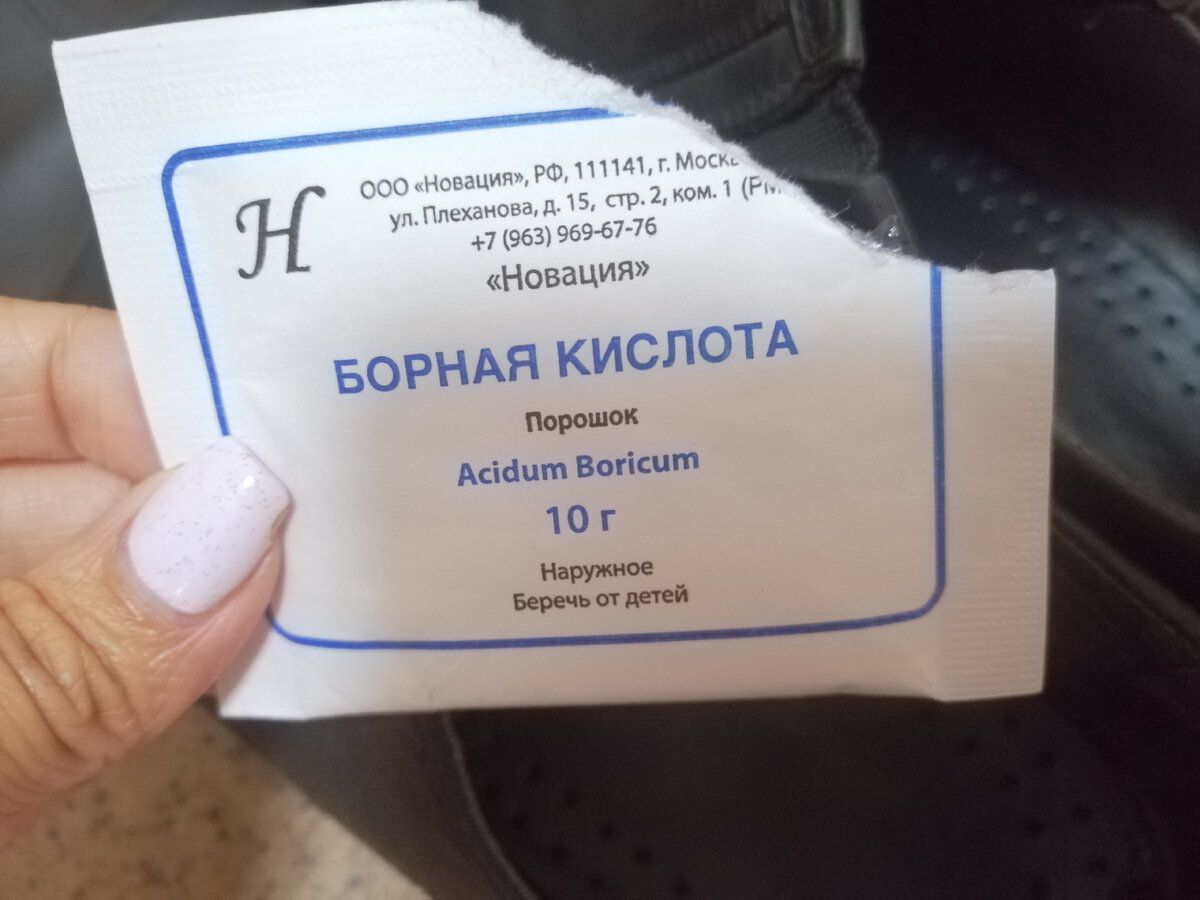 Н
ООО «Новация», РФ, 111141, г.
ул. Плеханова, д. 15, стр. 2, ком. 1
+7 (963) 969-67-76
«Новация»
БОРНАЯ КИСЛОТА
Порошок
Acidum Boricum
10 г
Наружное
Беречь от детей